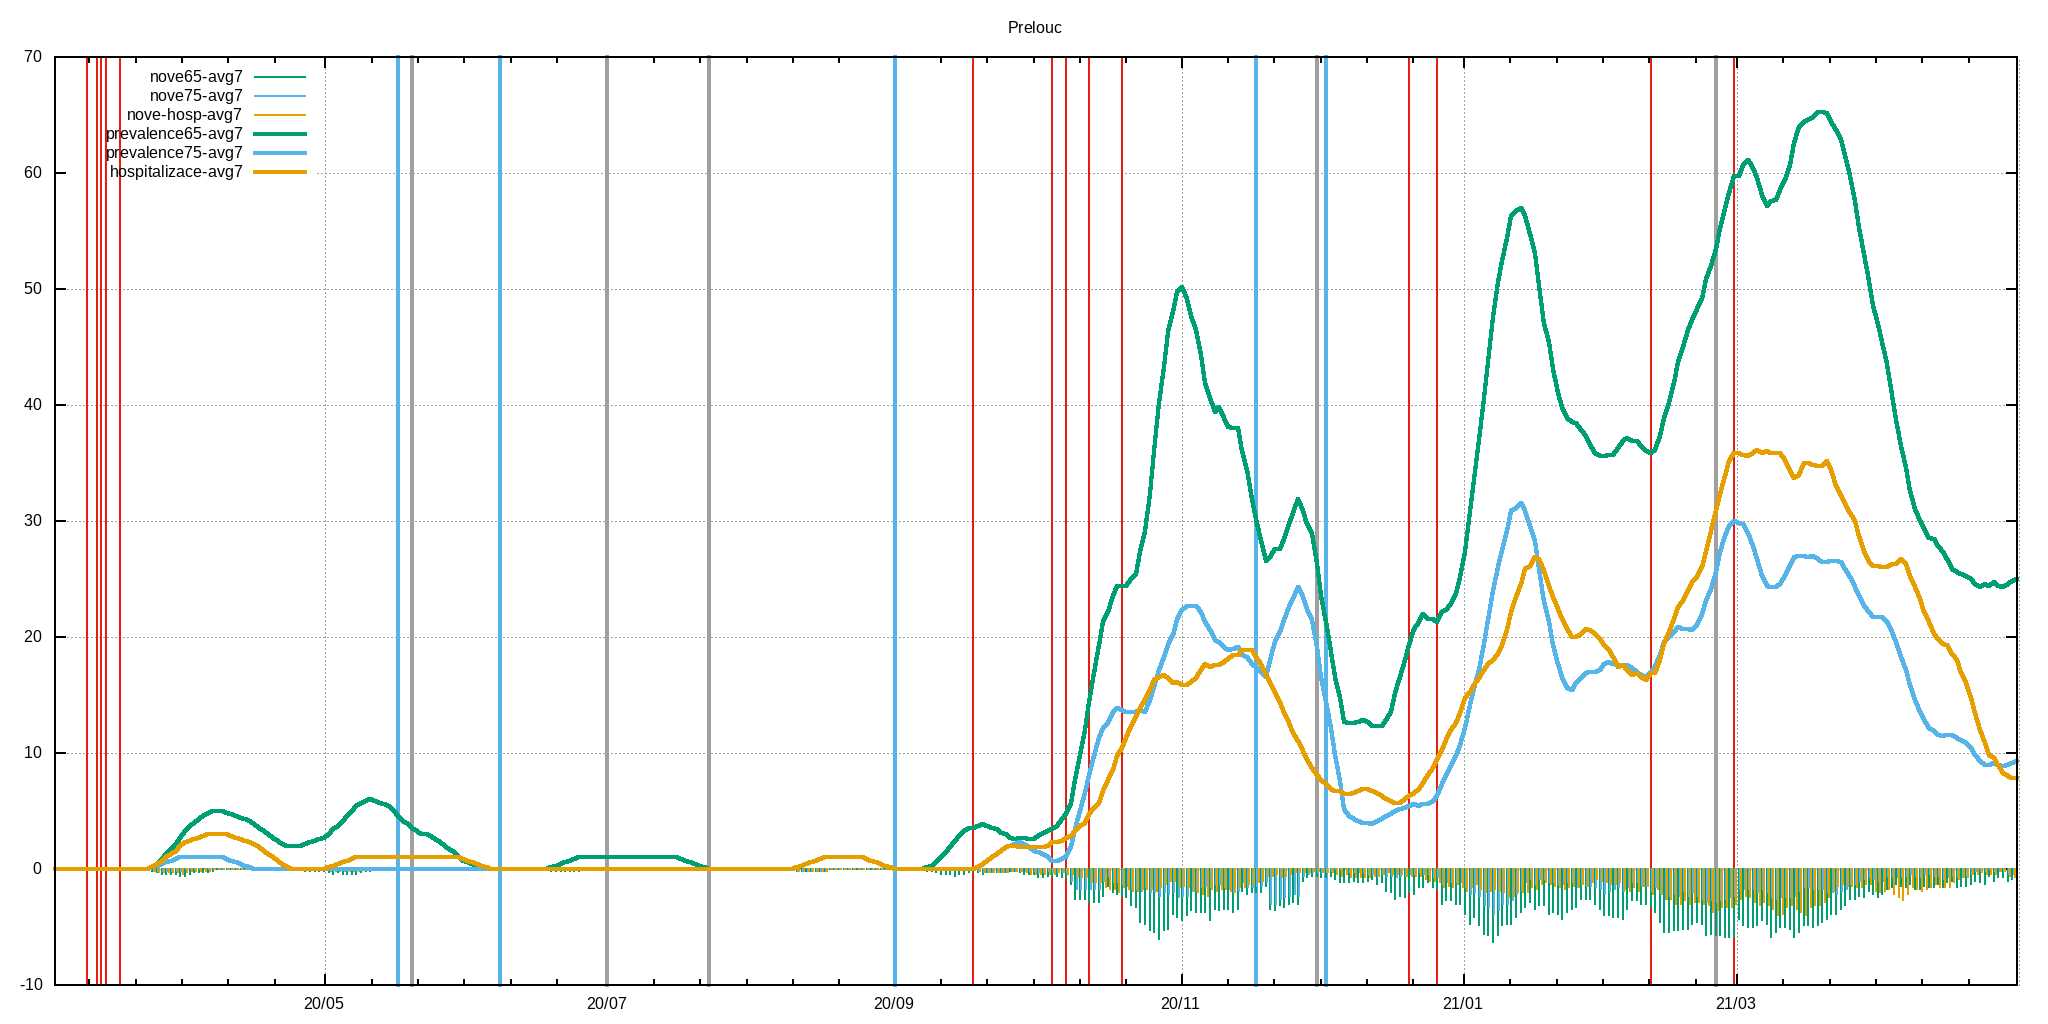 Prelouc
70
60
50
40
30
20
10
0
-10
nove65-avg7
nove75-avg7
nove-hosp-avg7
prevalence65-avg7
prevalence75-avg7
hospitalizace-avg7
20/05
20/07
20/09
20/11
21/01
21/03